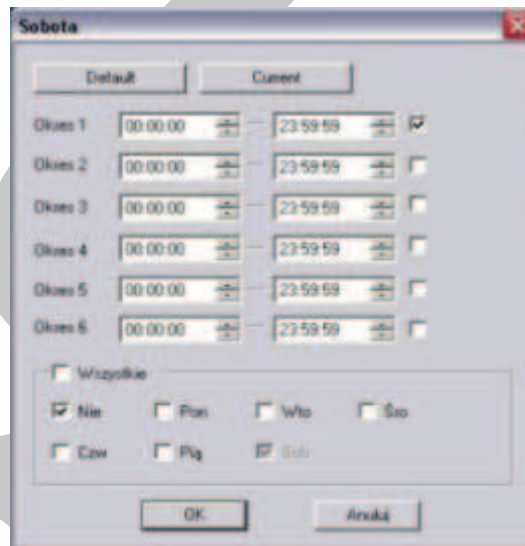 Sobota
Default Current
Okres 1 00:00:00 23:59:59
Okres 2 00:00:00 23:59:59
Okres 3 00:00:00 23:59:59
Okres 4 00:00:00 23:59:59
Okres 5 00:00:00 23:59:59
Okres 6 00:00:00 23:59:59
Wszystkie
Nie Pon Wto Śro
Czw Pią Sob
OK Anuluj